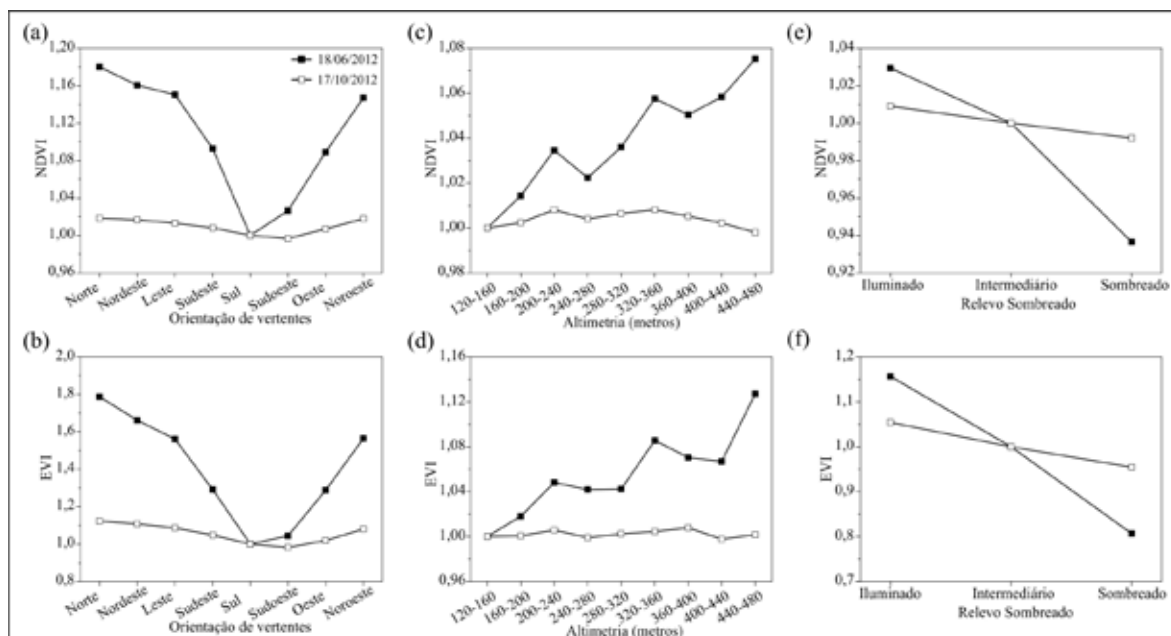 (a)
1,20
1,16
1,12
1,08
1,04
1,00
0,96
NDVI
18/06/2012
17/10/2012
Norte
Nordeste
Leste
Sudeste
Sul
Sudoeste
Oeste
Noroeste
Orientação de vertentes
(c)
1,08
1,06
1,04
1,02
1,00
0,98
NDVI
120-160
160-200
200-240
240-280
280-320
320-360
360-400
400-440
440-480
Altimetria (metros)
(e)
1,04
1,02
1,00
0,98
0,96
0,94
0,92
NDVI
Iluminado
Intermediário
Sombreado
Relevo Sombreado
(b)
2,0
1,8
1,6
1,4
1,2
1,0
0,8
EVI
Norte
Nordeste
Leste
Sudeste
Sul
Sudoeste
Oeste
Noroeste
Orientação de vertentes
(d)
1,16
1,12
1,08
1,04
1,00
0,96
EVI
120-160
160-200
200-240
240-280
280-320
320-360
360-400
400-440
440-480
Altimetria (metros)
(f)
1,2
1,1
1,0
0,9
0,8
0,7
EVI
Iluminado
Intermediário
Sombreado
Relevo Sombreado